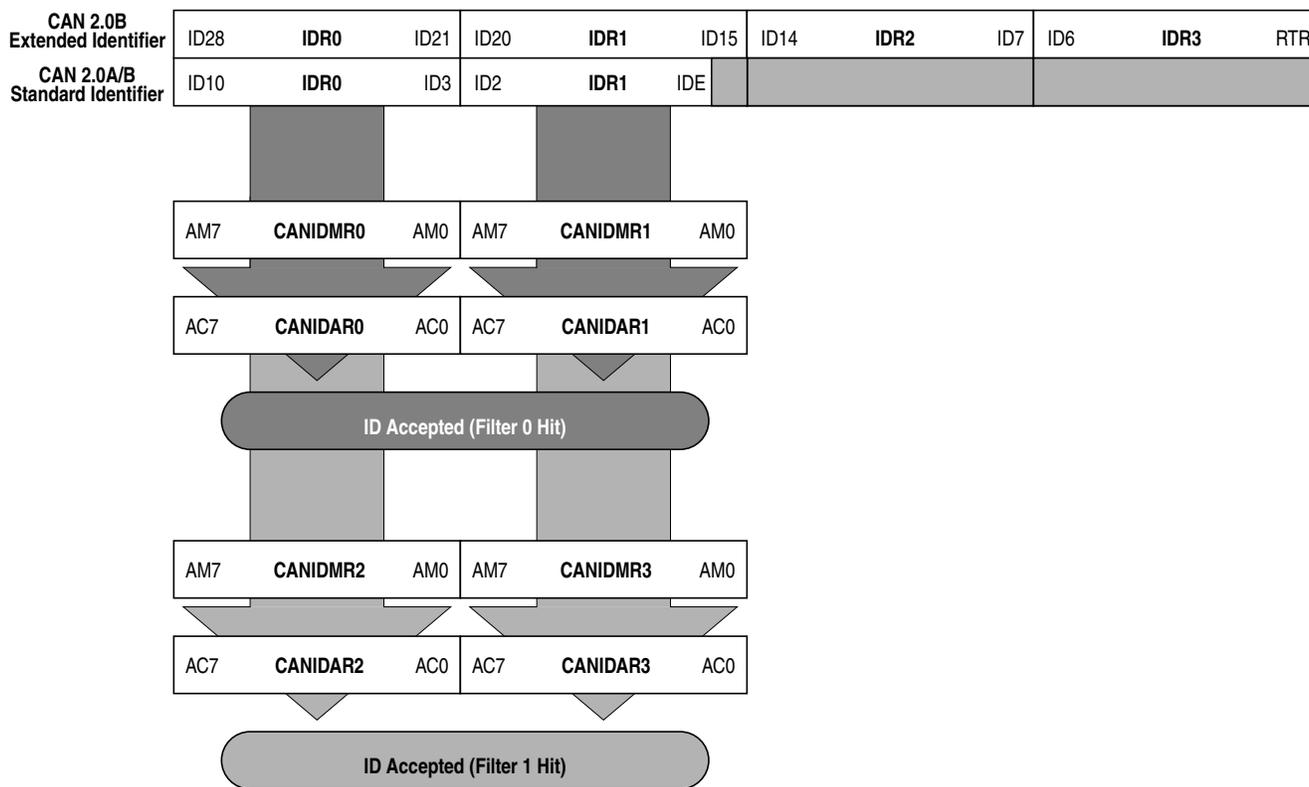 CAN 2.0B
Extended Identifier
ID28 IDR0 ID21 ID20 IDR1 ID15 ID14 IDR2 ID7 ID6 IDR3 RTR
CAN 2.0A/B
Standard Identifier
ID10 IDR0 ID3 ID2 IDR1 IDE
AM7 CANIDMR0 AM0 AM7 CANIDMR1 AM0
AC7 CANIDAR0 AC0 AC7 CANIDAR1 AC0
ID Accepted (Filter 0 Hit)
AM7 CANIDMR2 AM0 AM7 CANIDMR3 AM0
AC7 CANIDAR2 AC0 AC7 CANIDAR3 AC0
ID Accepted (Filter 1 Hit)